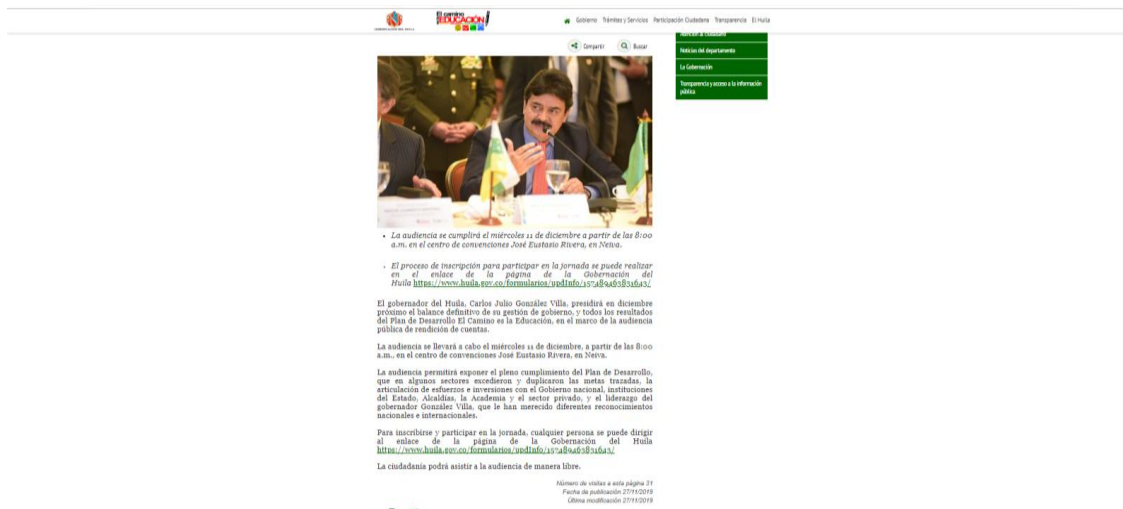 El camino
EDUCACIÓN
Gobierno Trámites y Servicios Participación Ciudadana Transparencia El Huila
Compartir Buscar
Atención al ciudadano
Noticias del departamento
La Gobernación
Transparencia y acceso a la información
pública
• La audiencia se cumplirá el miércoles 11 de diciembre a partir de las 8:00
a.m. en el centro de convenciones José Eustasio Rivera, en Neiva.
• El proceso de inscripción para participar en la jornada se puede realizar
en el enlace de la página de la Gobernación del
Huila https://www.huila.gov.co/formularios/updInfo/157489463831643/
El gobernador del Huila, Carlos Julio González Villa, presidirá en diciembre
próximo el balance definitivo de su gestión de gobierno, y todos los resultados
del Plan de Desarrollo El Camino es la Educación, en el marco de la audiencia
pública de rendición de cuentas.
La audiencia se llevará a cabo el miércoles 11 de diciembre, a partir de las 8:00
a.m., en el centro de convenciones José Eustasio Rivera, en Neiva.
La audiencia permitirá exponer el pleno cumplimiento del Plan de Desarrollo,
que en algunos sectores excedieron y duplicaron las metas trazadas, la
articulación de esfuerzos e inversiones con el Gobierno nacional, instituciones
del Estado, Alcaldías, la Academia y el sector privado, y el liderazgo del
gobernador González Villa, que le han merecido diferentes reconocimientos
nacionales e internacionales.
Para inscribirse y participar en la jornada, cualquier persona se puede dirigir
al enlace de la página de la Gobernación del Huila
https://www.huila.gov.co/formularios/updInfo/157489463831643/
La ciudadanía podrá asistir a la audiencia de manera libre.
Número de visitas a esta página 31
Fecha de publicación 27/11/2019
Última modificación 27/11/2019